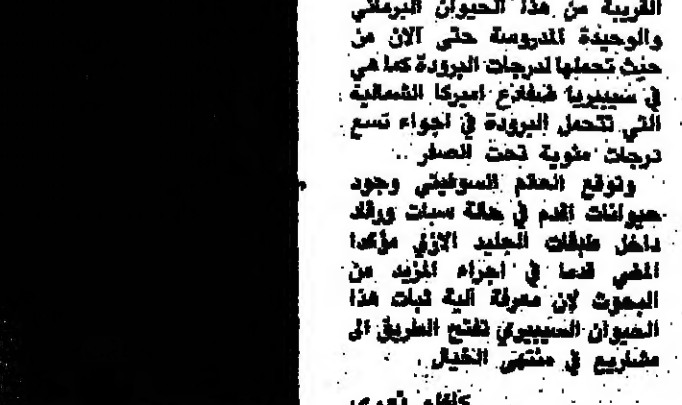 القريبة من هذا الحيوان البرمائي
والوحيدة المدروسة حتى الآن من
حيث تحملها لدرجات البرودة كما هي
في سيبيريا ضفادع اميركا الشمالية
التي تتحمل البرودة في اجواء تسع
درجات مئوية تحت الصفر ..
وتوقع العالم السوفيتي وجود
حيوانات اقدم في حالة سبات ورقاد
داخل طبقات الجليد الازلي مؤكدا
المضي قدما في اجراء المزيد من
البحوث لان معرفة آلية ثبات هذا
الحيوان السيبيري تفتح الطريق الى
مشاريع في منتهى الخيال .